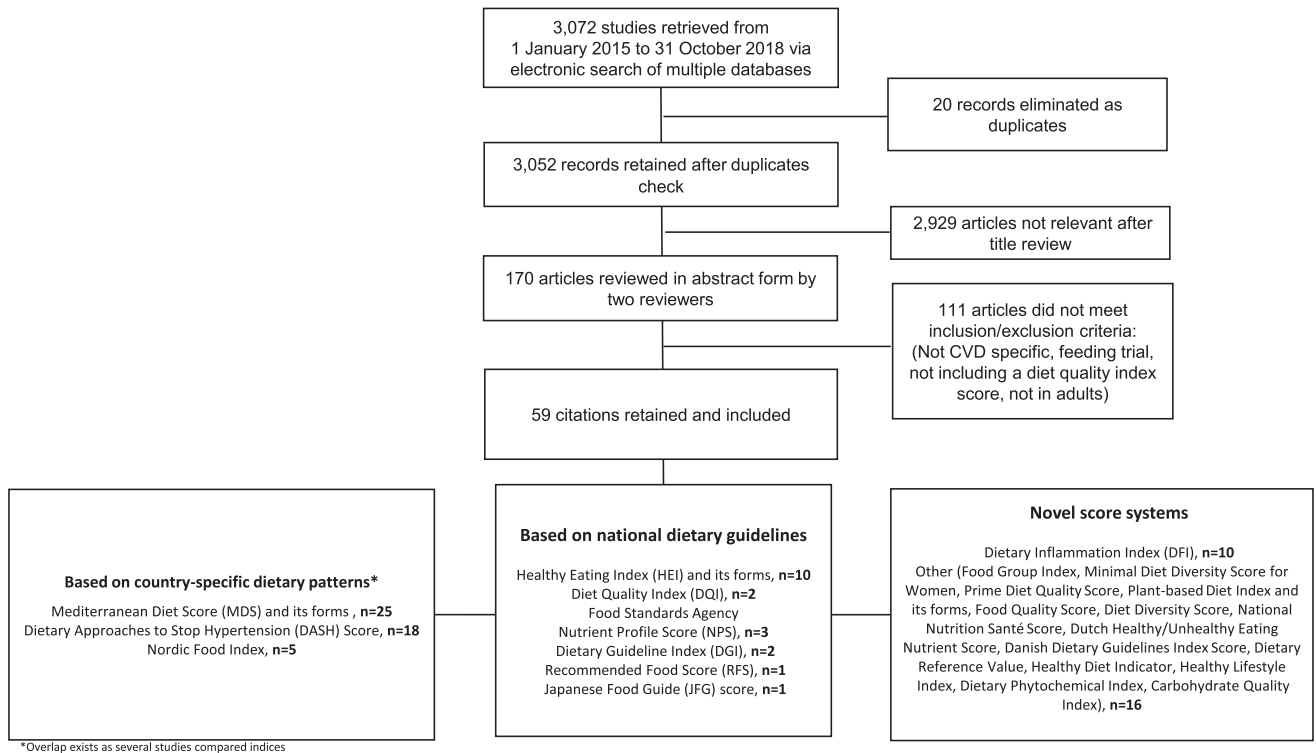 3,072 studies retrieved from
1 January 2015 to 31 October 2018 via
electronic search of multiple databases
20 records eliminated as
duplicates
3,052 records retained after duplicates
check
2,929 articles not relevant after
title review
170 articles reviewed in abstract form by
two reviewers
111 articles did not meet
inclusion/exclusion criteria:
(Not CVD specific, feeding trial,
not including a diet quality index
score, not in adults)
59 citations retained and included
Based on country-specific dietary patterns*
Mediterranean Diet Score (MDS) and its forms , n=25
Dietary Approaches to Stop Hypertension (DASH) Score, n=18
Nordic Food Index, n=5
Based on national dietary guidelines
Healthy Eating Index (HEI) and its forms, n=10
Diet Quality Index (DQI), n=2
Food Standards Agency
Nutrient Profile Score (NPS), n=3
Dietary Guideline Index (DGI), n=2
Recommended Food Score (RFS), n=1
Japanese Food Guide (JFG) score, n=1
Novel score systems
Dietary Inflammation Index (DFI), n=10
Other (Food Group Index, Minimal Diet Diversity Score for
Women, Prime Diet Quality Score, Plant-based Diet Index and
its forms, Food Quality Score, Diet Diversity Score, National
Nutrition Santé Score, Dutch Healthy/Unhealthy Eating
Nutrient Score, Danish Dietary Guidelines Index Score, Dietary
Reference Value, Healthy Diet Indicator, Healthy Lifestyle
Index, Dietary Phytochemical Index, Carbohydrate Quality
Index), n=16
*Overlap exists as several studies compared indices